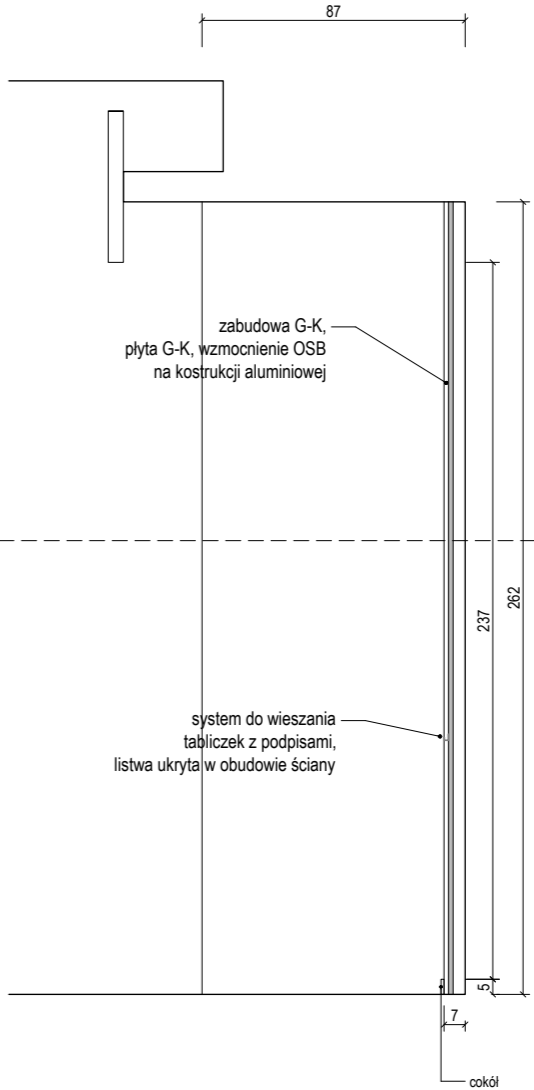 87
zabudowa G-K,
płyta G-K, wzmocnienie OSB
na kostrukcji aluminiowej
262
237
system do wieszania
tabliczek z podpisami,
listwa ukryta w obudowie ściany
5
7
cokół